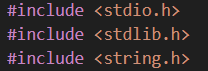 #include <stdio.h>
#include <stdlib.h>
#include <string.h>